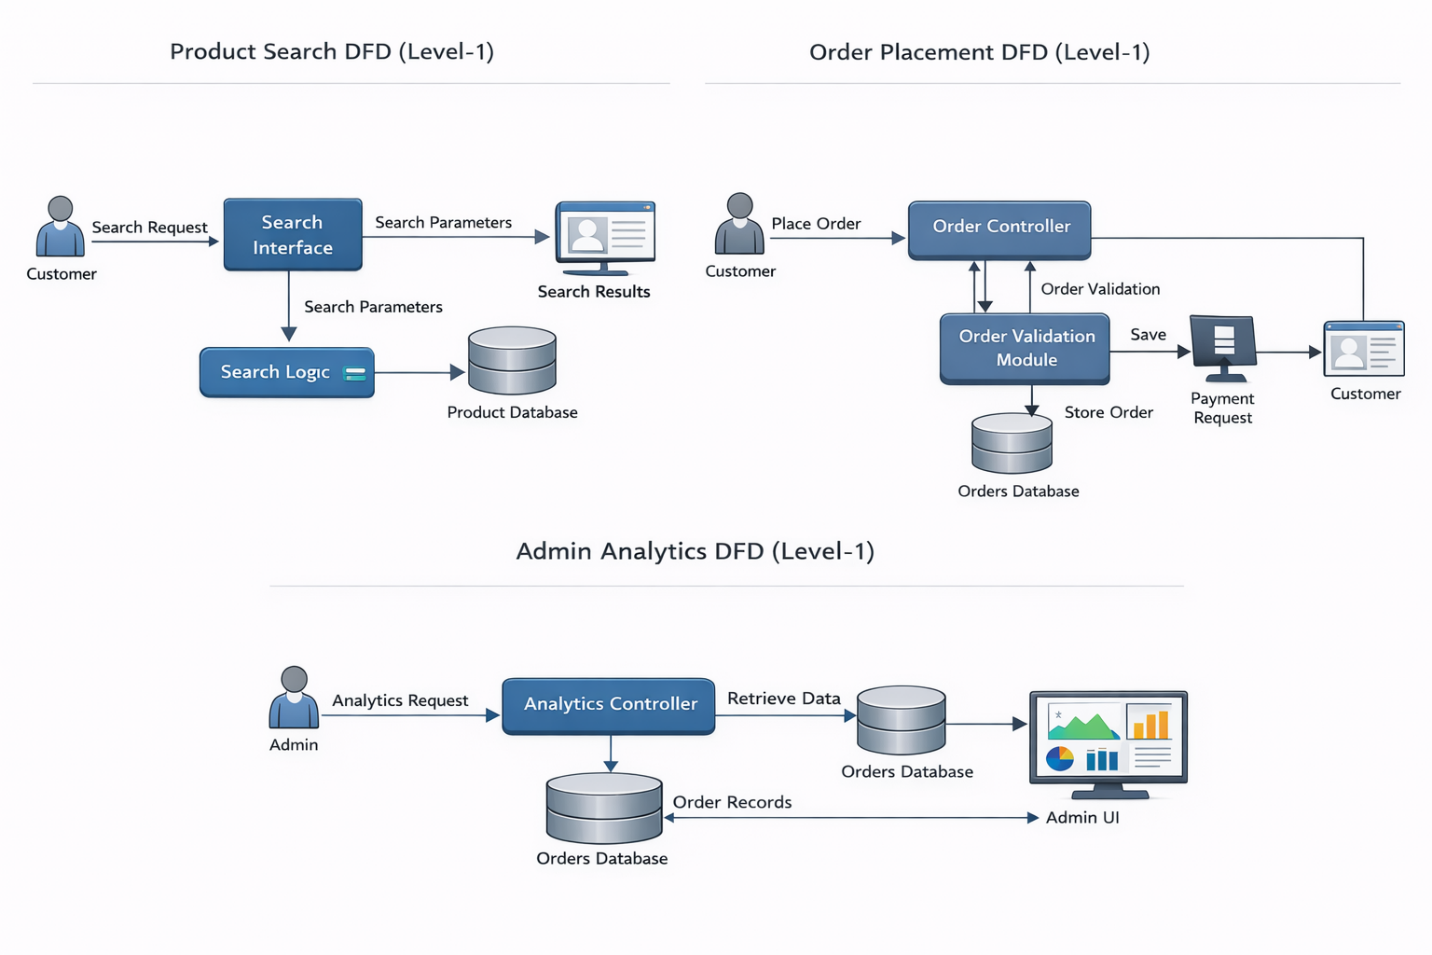 Product Search DFD (Level-1)
Order Placement DFD (Level-1)
Search Request
Customer
Search
Interface
Search Parameters
Search Results
Search Parameters
Search Logic
Product Database
Place Order
Customer
Order Controller
Order Validation
Order Validation
Module
Save
Payment
Request
Customer
Store Order
Orders Database
Admin Analytics DFD (Level-1)
Analytics Request
Admin
Analytics Controller
Retrieve Data
Orders Database
Order Records
Admin UI
Orders Database